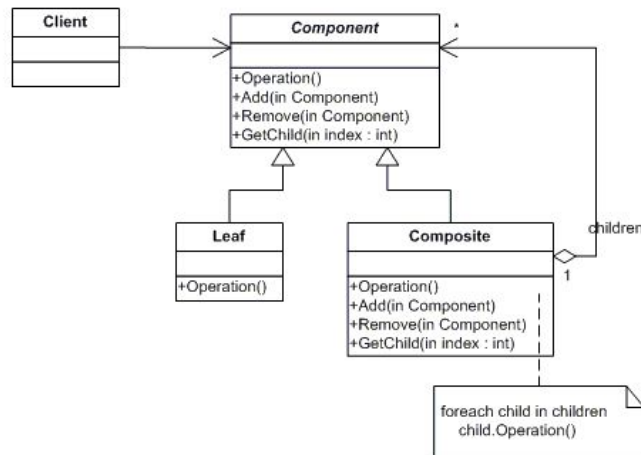 Client
Component
*
+Operation()
+Add(in Component)
+Remove(in Component)
+GetChild(in index : int)
children
Leaf
+Operation()
Composite
1
+Operation()
+Add(in Component)
+Remove(in Component)
+GetChild(in index : int)
foreach child in children
child.Operation()